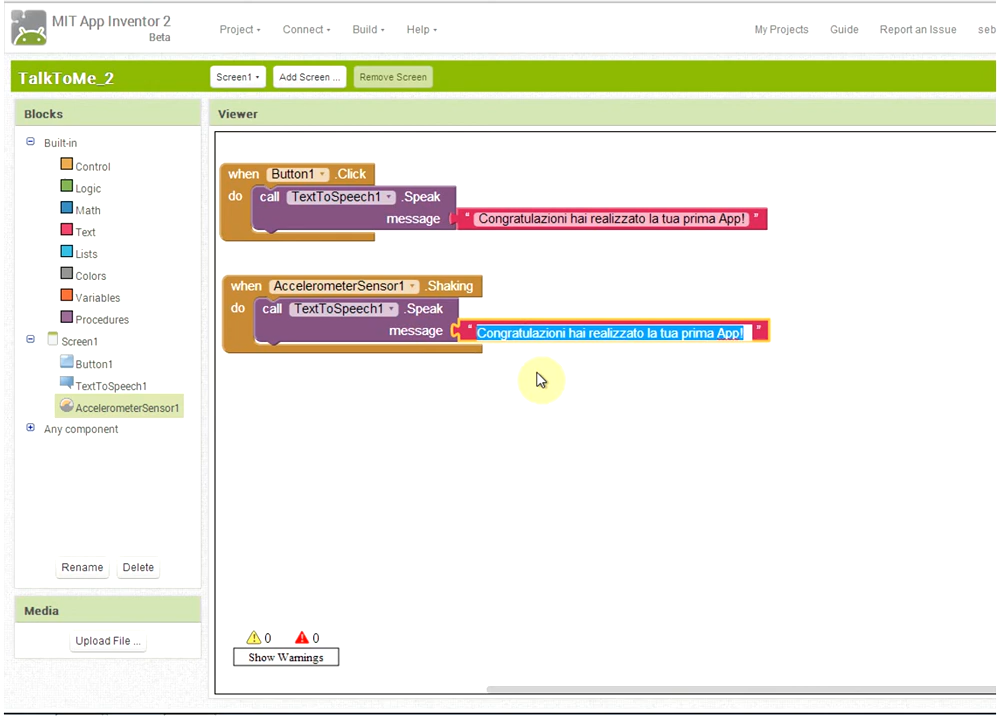 MIT App Inventor 2
Beta
Project Connect Build Help
My Projects Guide Report an Issue seb
TalkToMe_2
Screen1 Add Screen ... Remove Screen
Blocks
Viewer
Built-in
Control
Logic
Math
Text
Lists
Colors
Variables
Procedures
Screen1
Button1
TextToSpeech1
AccelerometerSensor1
Any component
Rename Delete
Media
Upload File ...
when Button1 .Click
do call TextToSpeech1 .Speak
message " Congratulazioni hai realizzato la tua prima App! "
when AccelerometerSensor1 .Shaking
do call TextToSpeech1 .Speak
message " Congratulazioni hai realizzato la tua prima App! "
0 0
Show Warnings